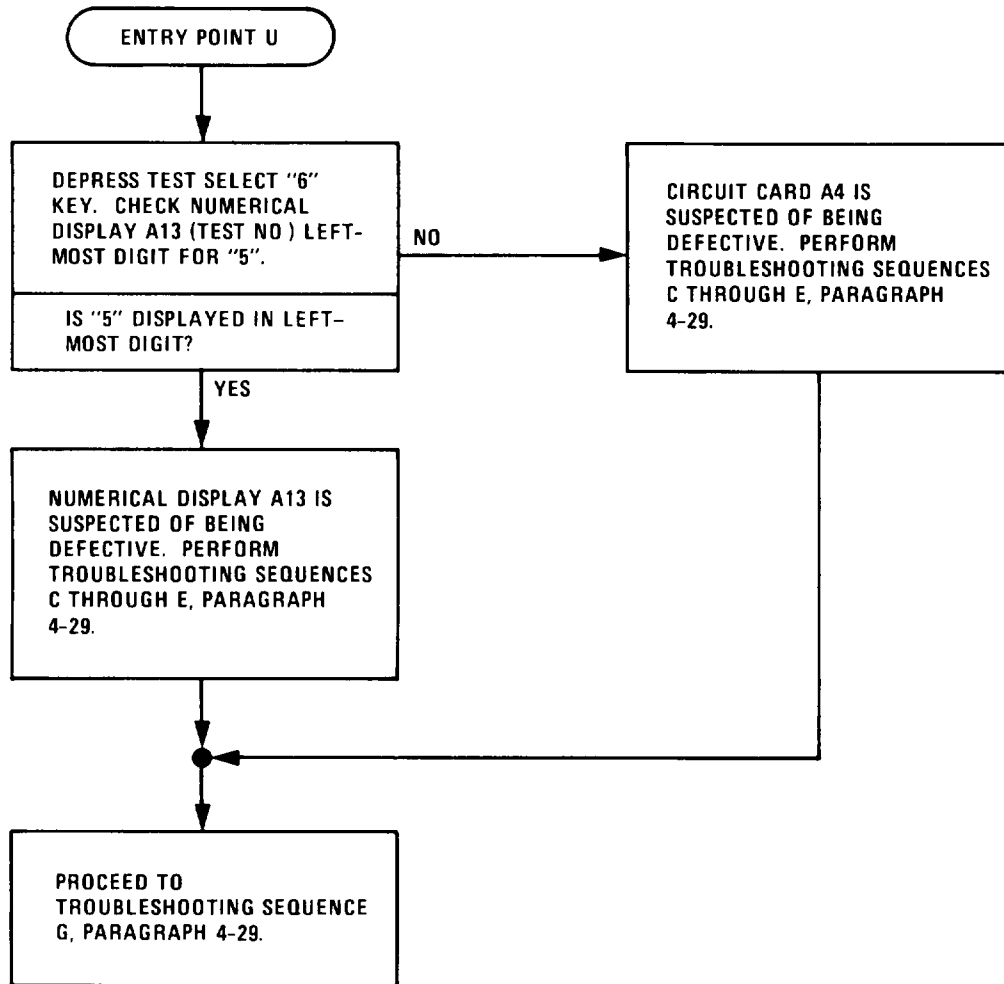 ENTRY POINT U
DEPRESS TEST SELECT "6"
KEY. CHECK NUMERICAL
DISPLAY A13 (TEST NO ) LEFT-
MOST DIGIT FOR "5".
IS "5" DISPLAYED IN LEFT-
MOST DIGIT?
NO
CIRCUIT CARD A4 IS
SUSPECTED OF BEING
DEFECTIVE. PERFORM
TROUBLESHOOTING SEQUENCES
C THROUGH E, PARAGRAPH
4-29.
YES
NUMERICAL DISPLAY A13 IS
SUSPECTED OF BEING
DEFECTIVE. PERFORM
TROUBLESHOOTING SEQUENCES
C THROUGH E, PARAGRAPH
4-29.
PROCEED TO
TROUBLESHOOTING SEQUENCE
G, PARAGRAPH 4-29.